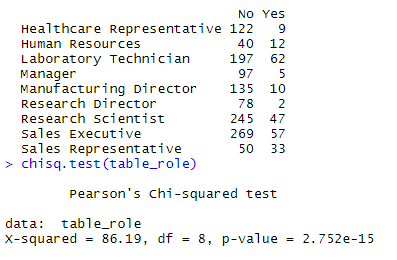 No Yes
Healthcare Representative 122 9
Human Resources 40 12
Laboratory Technician 197 62
Manager 97 5
Manufacturing Director 135 10
Research Director 78 2
Research Scientist 245 47
Sales Executive 269 57
Sales Representative 50 33
> chisq.test(table_role)
Pearson's Chi-squared test
data: table_role
X-squared = 86.19, df = 8, p-value = 2.752e-15